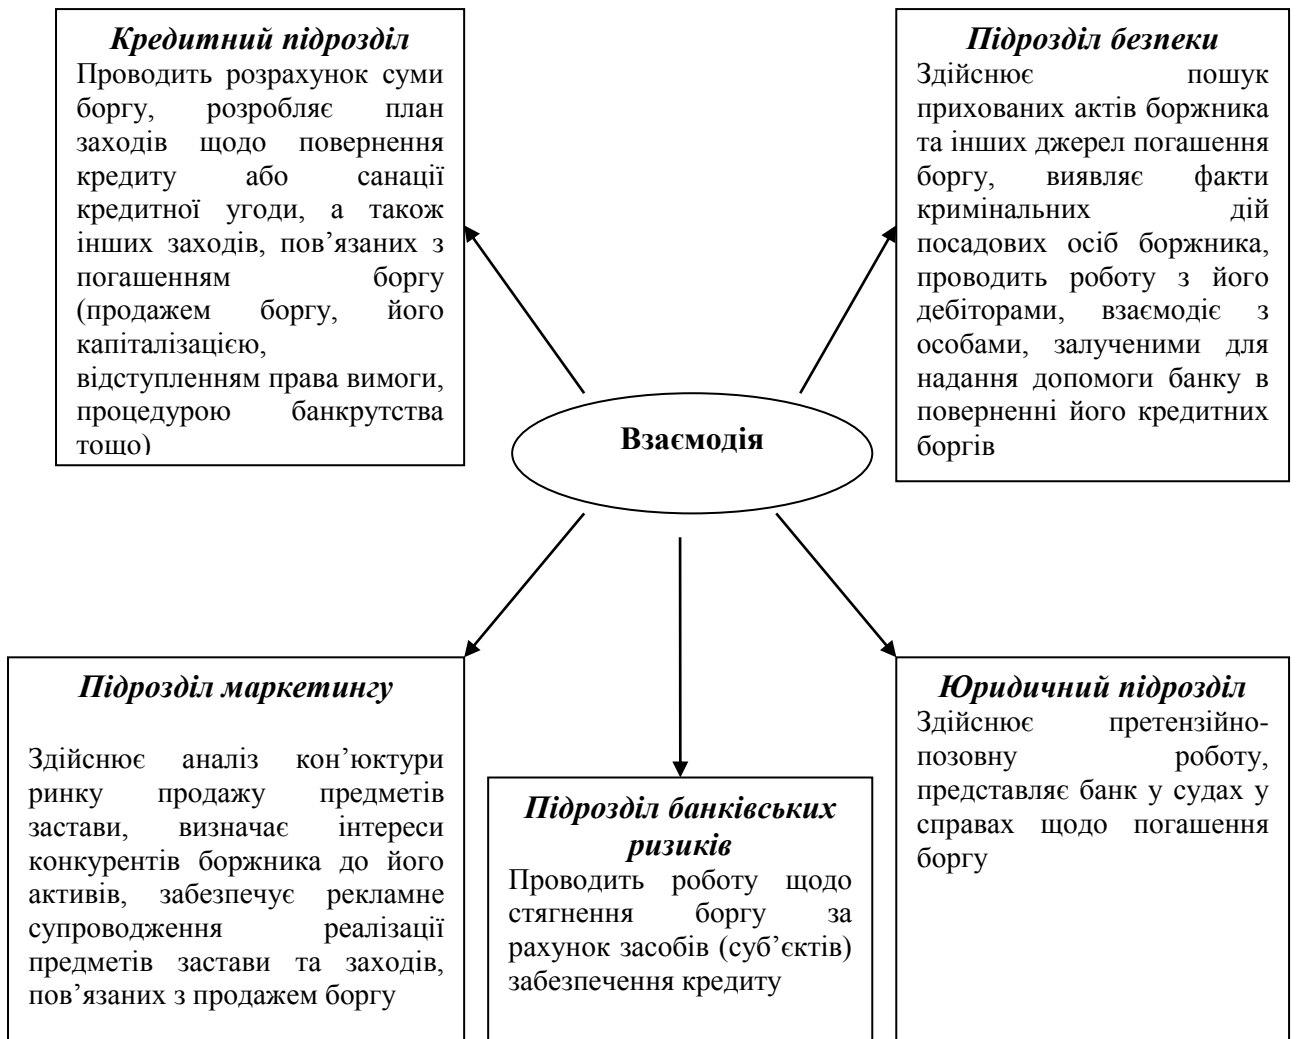 Кредитний підрозділ
Проводить розрахунок суми
боргу, розробляє план
заходів щодо повернення
кредиту або санації
кредитної угоди, а також
інших заходів, пов’язаних з
погашенням боргу
(продажем боргу, його
капіталізацією,
відступленням права вимоги,
процедурою банкрутства
тощо)
Підрозділ безпеки
Здійснює пошук
прихованих актів боржника
та інших джерел погашення
боргу, виявляє факти
кримінальних дій
посадових осіб боржника,
проводить роботу з його
дебіторами, взаємодіє з
особами, залученими для
надання допомоги банку в
поверненні його кредитних
боргів
Взаємодія
Підрозділ маркетингу
Здійснює аналіз кон’юктури
ринку продажу предметів
застави, визначає інтереси
конкурентів боржника до його
активів, забезпечує рекламне
супроводження реалізації
предметів застави та заходів,
пов’язаних з продажем боргу
Підрозділ банківських
ризиків
Проводить роботу щодо
стягнення боргу за
рахунок засобів (суб’єктів)
забезпечення кредиту
Юридичний підрозділ
Здійснює претензійно-
позовну роботу,
представляє банк у судах у
справах щодо погашення
боргу